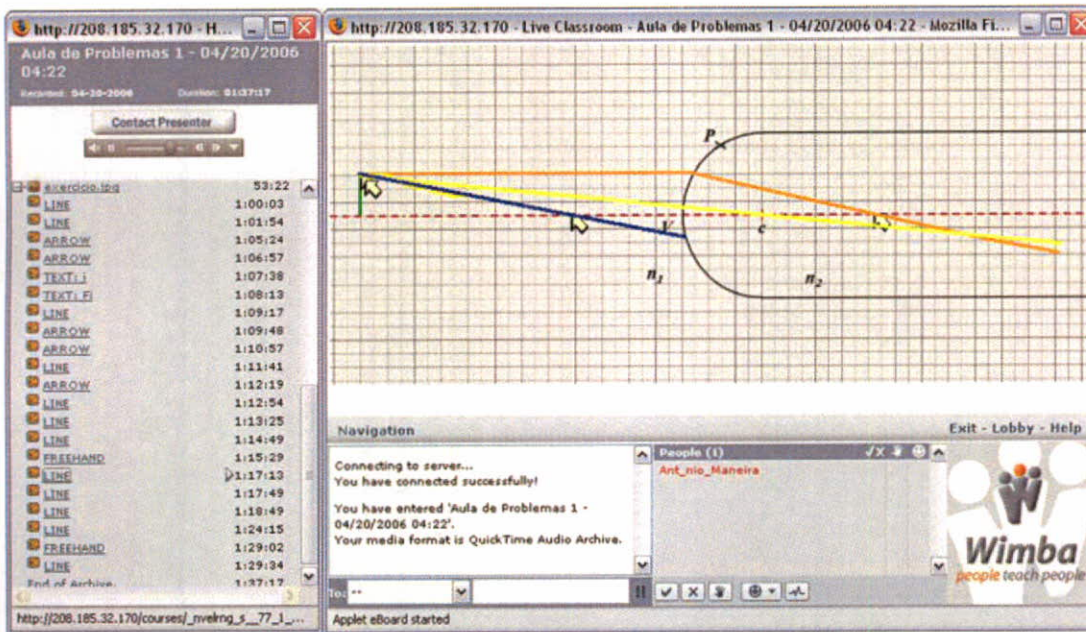 http://208.185.32.170 - H...
Aula de Problemas 1 - 04/20/2006
04:22
Recorded: 04-20-2006 Duration: 01:37:17
Contact Presenter
exercicio.jpg 53:22
LINE 1:00:03
LINE 1:01:54
ARROW 1:05:24
ARROW 1:06:57
TEXT: i 1:07:38
TEXT: Fi 1:08:13
LINE 1:09:17
ARROW 1:09:48
ARROW 1:10:57
LINE 1:11:41
ARROW 1:12:19
LINE 1:12:54
LINE 1:13:25
LINE 1:14:49
FREEHAND 1:15:29
LINE 1:17:13
LINE 1:17:49
LINE 1:18:49
LINE 1:24:15
FREEHAND 1:29:02
LINE 1:29:34
End of Archive. 1:37:17
http://208.185.32.170/courses/_nvelrng_s__77_1_...
http://208.185.32.170 - Live Classroom - Aula de Problemas 1 - 04/20/2006 04:22 - Mozilla Fi...
P
V
c
n1
n2
Navigation
Exit - Lobby - Help
Connecting to server...
You have connected successfully!
You have entered 'Aula de Problemas 1 -
04/20/2006 04:22'.
Your media format is QuickTime Audio Archive.
People (1)
Ant_nio_Maneira
To: --
Wimba
people teach people
Applet eBoard started